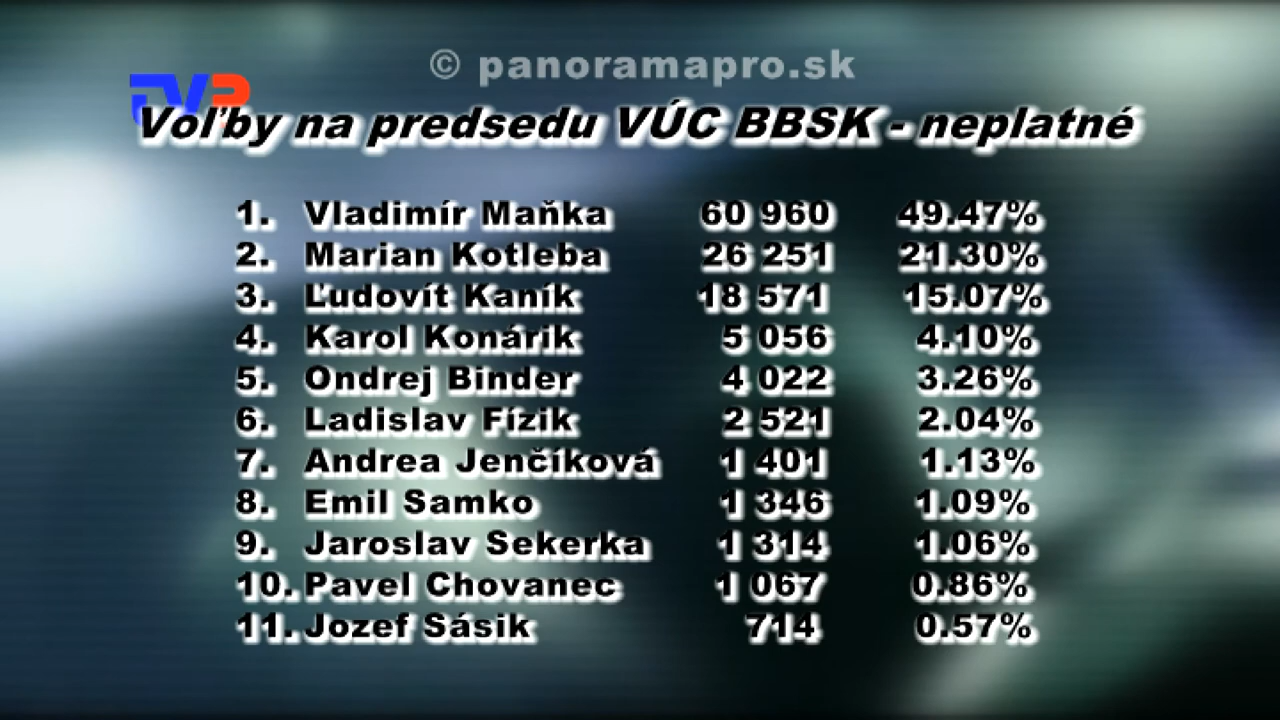 © panoramapro.sk
TVP
Voľby na predsedu VÚC BBSK - neplatné
1. Vladimír Maňka 60 960 49.47%
2. Marian Kotleba 26 251 21.30%
3. Ľudovít Kaník 18 571 15.07%
4. Karol Konárik 5 056 4.10%
5. Ondrej Binder 4 022 3.26%
6. Ladislav Fízik 2 521 2.04%
7. Andrea Jenčíková 1 401 1.13%
8. Emil Samko 1 346 1.09%
9. Jaroslav Sekerka 1 314 1.06%
10. Pavel Chovanec 1 067 0.86%
11. Jozef Sásik 714 0.57%